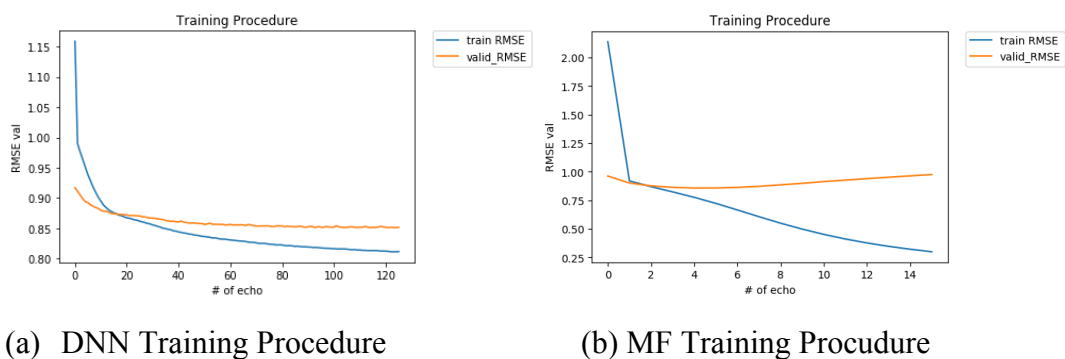 Training Procedure
train RMSE
valid_RMSE
RMSE val
1.15
1.10
1.05
1.00
0.95
0.90
0.85
0.80
0 20 40 60 80 100 120
# of echo
(a) DNN Training Procedure
Training Procedure
train RMSE
valid_RMSE
RMSE val
2.00
1.75
1.50
1.25
1.00
0.75
0.50
0.25
0 2 4 6 8 10 12 14
# of echo
(b) MF Training Procudure